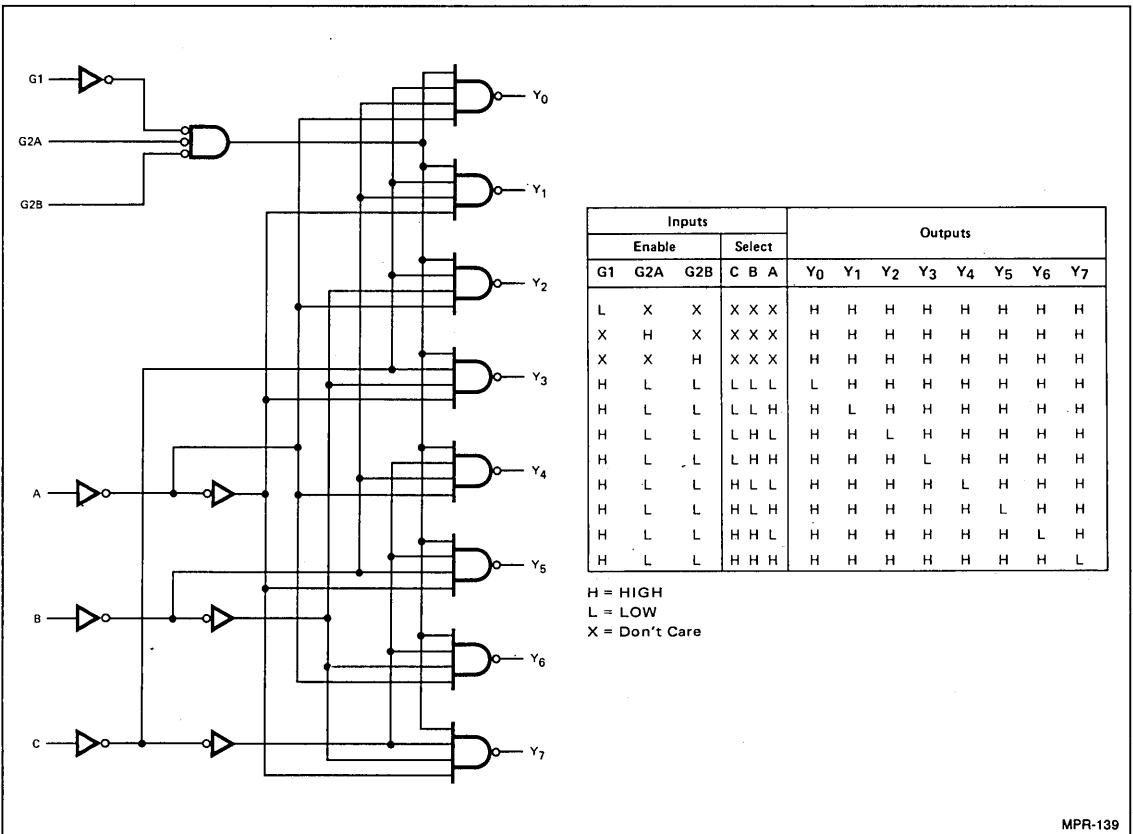 G1
G2A
G2B
A
B
C
Y0
Y1
Y2
Y3
Y4
Y5
Y6
Y7
Inputs Outputs
Enable Select
G1 G2A G2B C B A Y0 Y1 Y2 Y3 Y4 Y5 Y6 Y7
L X X X X X H H H H H H H H
X H X X X X H H H H H H H H
X X H X X X H H H H H H H H
H L L L L L L H H H H H H H
H L L L L H H L H H H H H H
H L L L H L H H L H H H H H
H L L L H H H H H L H H H H
H L L H L L H H H H L H H H
H L L H L H H H H H H L H H
H L L H H L H H H H H H L H
H L L H H H H H H H H H H L
H = HIGH
L = LOW
X = Don't Care
MPR-139